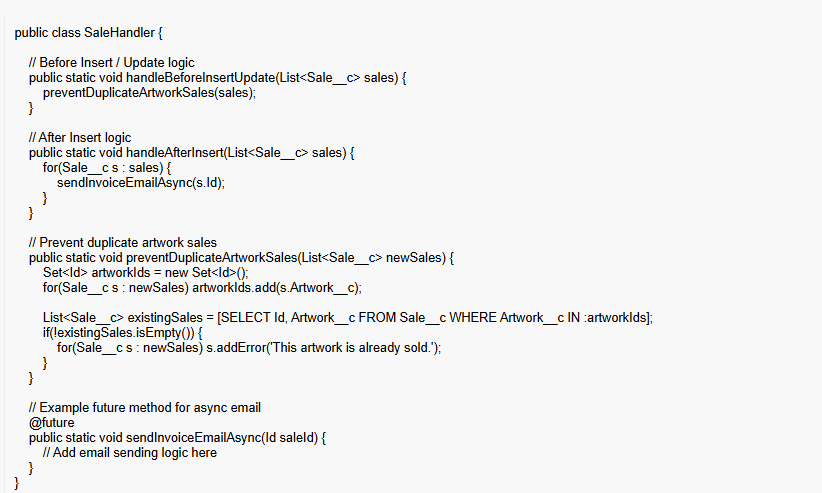 public class SaleHandler {
// Before Insert / Update logic
public static void handleBeforeInsertUpdate(List<Sale__c> sales) {
preventDuplicateArtworkSales(sales);
}
// After Insert logic
public static void handleAfterInsert(List<Sale__c> sales) {
for(Sale__c s : sales) {
sendInvoiceEmailAsync(s.Id);
}
}
// Prevent duplicate artwork sales
public static void preventDuplicateArtworkSales(List<Sale__c> newSales) {
Set<Id> artworkIds = new Set<Id>();
for(Sale__c s : newSales) artworkIds.add(s.Artwork__c);
List<Sale__c> existingSales = [SELECT Id, Artwork__c FROM Sale__c WHERE Artwork__c IN :artworkIds];
if(!existingSales.isEmpty()) {
for(Sale__c s : newSales) s.addError('This artwork is already sold.');
}
}
// Example future method for async email
@future
public static void sendInvoiceEmailAsync(Id saleId) {
// Add email sending logic here
}
}